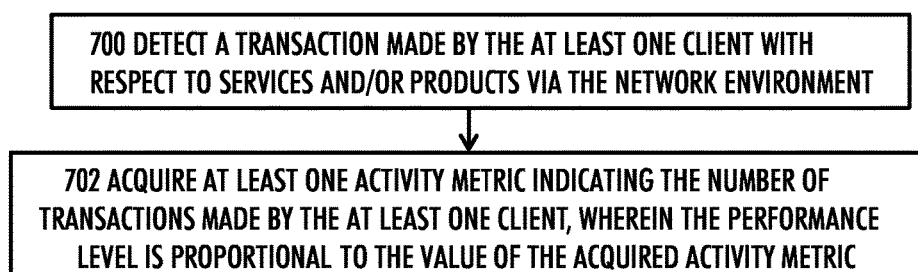 700 DETECT A TRANSACTION MADE BY THE AT LEAST ONE CLIENT WITH
RESPECT TO SERVICES AND/OR PRODUCTS VIA THE NETWORK ENVIRONMENT
702 ACQUIRE AT LEAST ONE ACTIVITY METRIC INDICATING THE NUMBER OF
TRANSACTIONS MADE BY THE AT LEAST ONE CLIENT, WHEREIN THE PERFORMANCE
LEVEL IS PROPORTIONAL TO THE VALUE OF THE ACQUIRED ACTIVITY METRIC